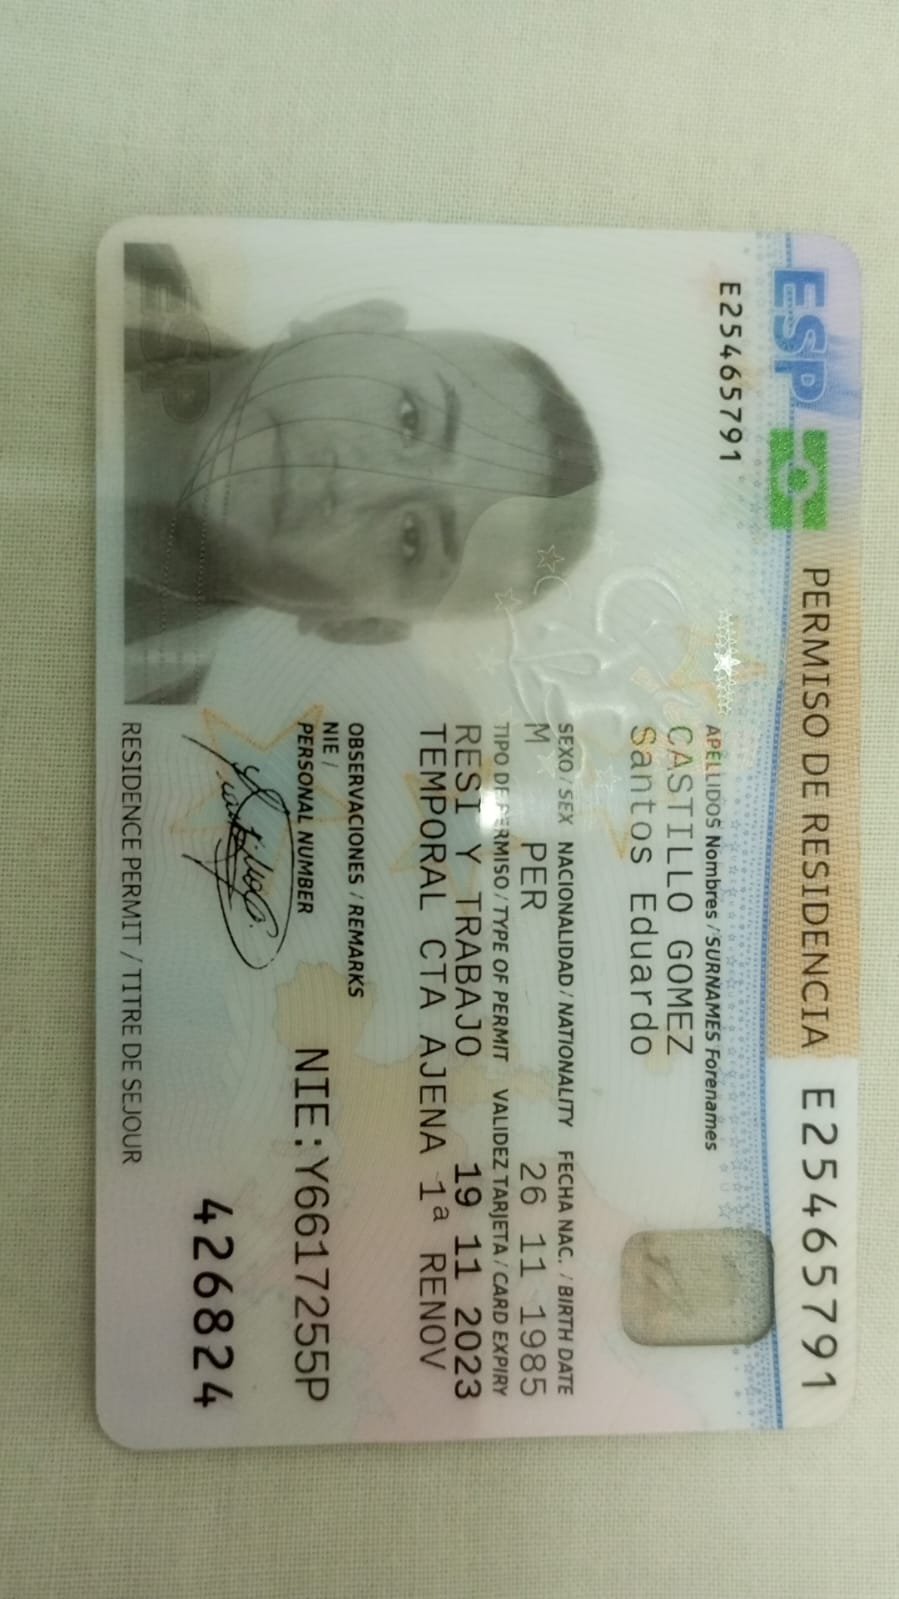 ESP
PERMISO DE RESIDENCIA E25465791
E25465791
APELLIDOS Nombres / SURNAMES Forenames
CASTILLO GOMEZ
Santos Eduardo
SEXO / SEX NACIONALIDAD / NATIONALITY FECHA NAC. / BIRTH DATE
M PER 26 11 1985
TIPO DE PERMISO / TYPE OF PERMIT VALIDEZ TARJETA / CARD EXPIRY
RESI Y TRABAJO 19 11 2023
TEMPORAL CTA AJENA 1ª RENOV
OBSERVACIONES / REMARKS
NIE /
PERSONAL NUMBER
NIE:Y6617255P
426824
ESP
RESIDENCE PERMIT / TITRE DE SEJOUR